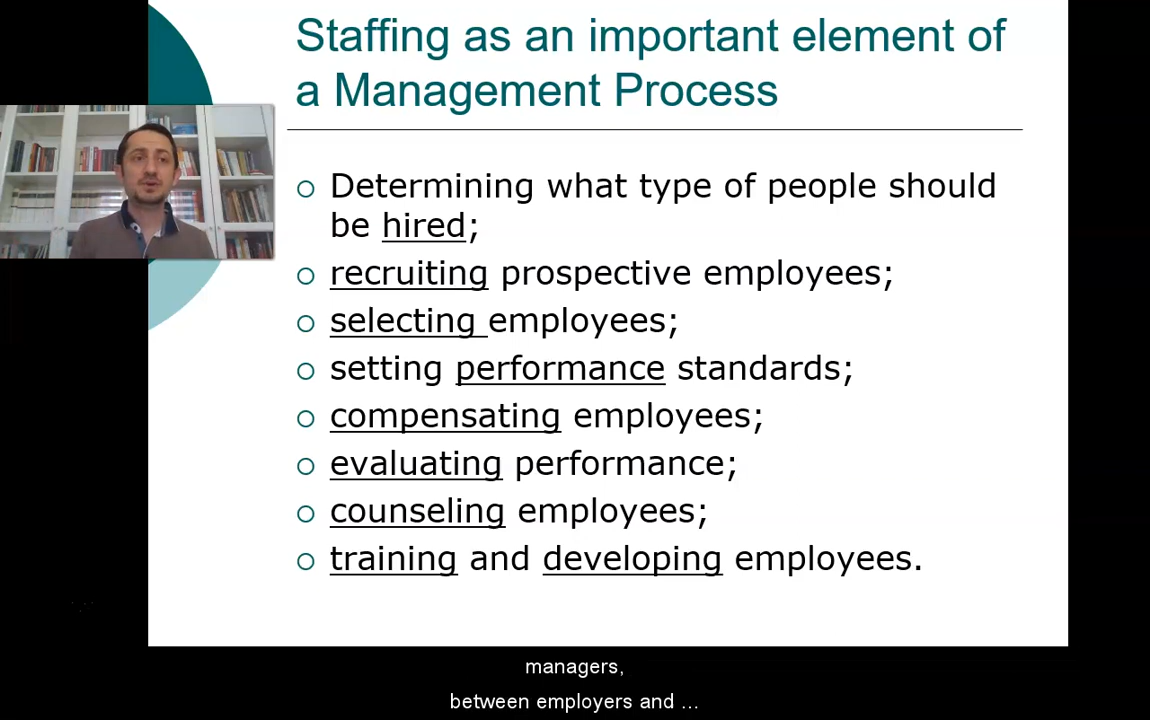 Staffing as an important element of
a Management Process
Determining what type of people should
be hired;
recruiting prospective employees;
selecting employees;
setting performance standards;
compensating employees;
evaluating performance;
counseling employees;
training and developing employees.
managers,
between employers and ...